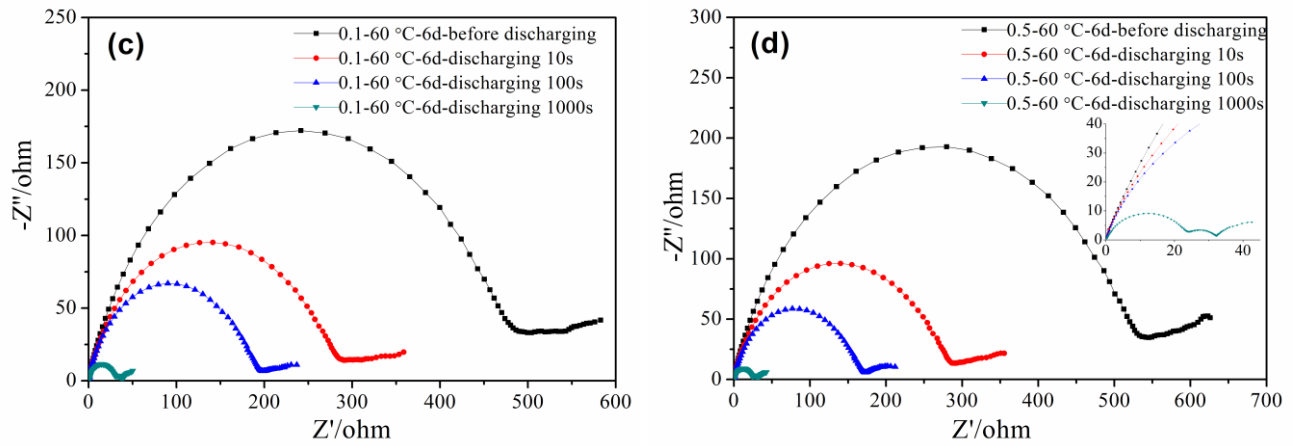 (c)
0.1-60 °C-6d-before discharging
0.1-60 °C-6d-discharging 10s
0.1-60 °C-6d-discharging 100s
0.1-60 °C-6d-discharging 1000s
250
200
150
100
50
0
-Z"/ohm
0 100 200 300 400 500 600
Z'/ohm
(d)
0.5-60 °C-6d-before discharging
0.5-60 °C-6d-discharging 10s
0.5-60 °C-6d-discharging 100s
0.5-60 °C-6d-discharging 1000s
300
250
200
150
100
50
0
-Z"/ohm
0 100 200 300 400 500 600 700
Z'/ohm
40
30
20
10
0
0 20 40